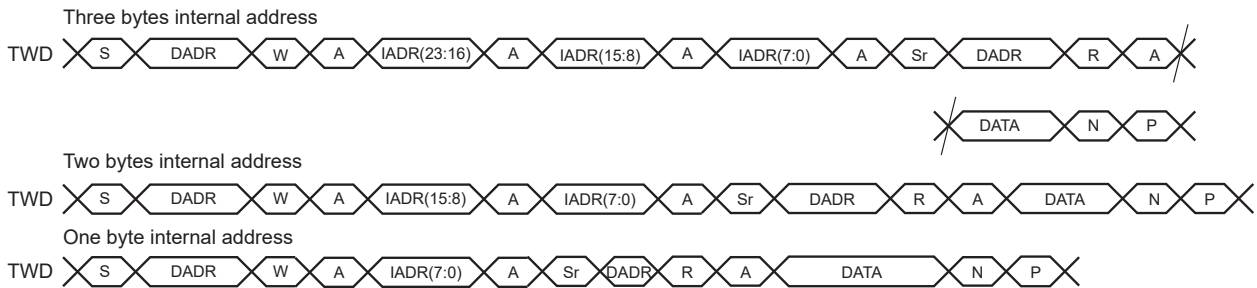 Three bytes internal address
TWD S DADR W A IADR(23:16) A IADR(15:8) A IADR(7:0) A Sr DADR R A
DATA N P
Two bytes internal address
TWD S DADR W A IADR(15:8) A IADR(7:0) A Sr DADR R A DATA N P
One byte internal address
TWD S DADR W A IADR(7:0) A Sr DADR R A DATA N P